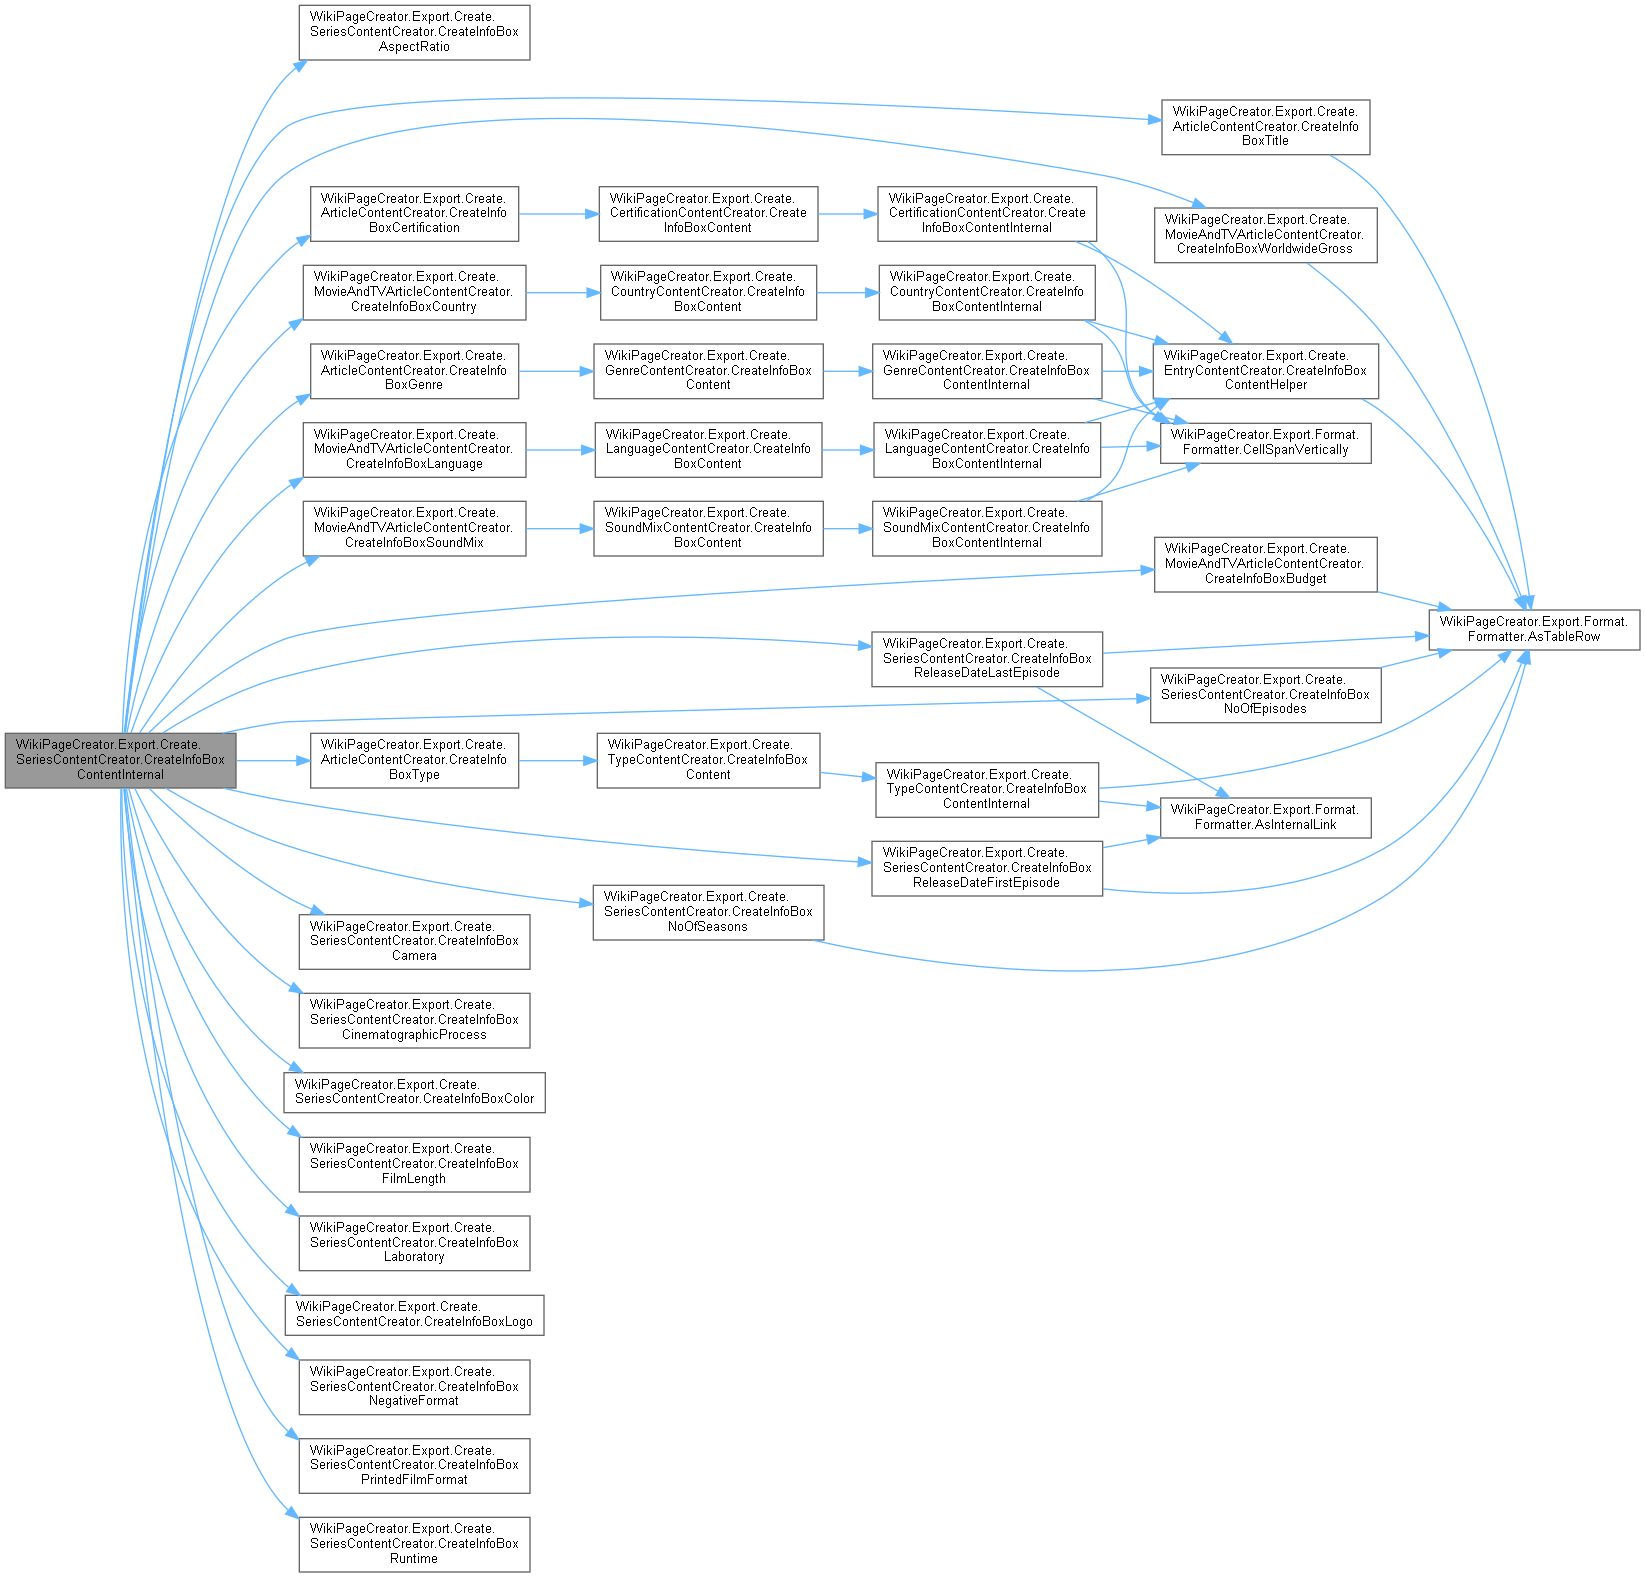 WikiPageCreator.Export.Create.
SeriesContentCreator.CreateInfoBox
AspectRatio
WikiPageCreator.Export.Create.
ArticleContentCreator.CreateInfo
BoxTitle
WikiPageCreator.Export.Create.
MovieAndTVArticleContentCreator.
CreateInfoBoxWorldwideGross
WikiPageCreator.Export.Create.
ArticleContentCreator.CreateInfo
BoxCertification
WikiPageCreator.Export.Create.
CertificationContentCreator.Create
InfoBoxContent
WikiPageCreator.Export.Create.
CertificationContentCreator.Create
InfoBoxContentInternal
WikiPageCreator.Export.Create.
MovieAndTVArticleContentCreator.
CreateInfoBoxCountry
WikiPageCreator.Export.Create.
CountryContentCreator.CreateInfo
BoxContent
WikiPageCreator.Export.Create.
CountryContentCreator.CreateInfo
BoxContentInternal
WikiPageCreator.Export.Create.
ArticleContentCreator.CreateInfo
BoxGenre
WikiPageCreator.Export.Create.
GenreContentCreator.CreateInfoBox
Content
WikiPageCreator.Export.Create.
GenreContentCreator.CreateInfoBox
ContentInternal
WikiPageCreator.Export.Create.
EntryContentCreator.CreateInfoBox
ContentHelper
WikiPageCreator.Export.Create.
MovieAndTVArticleContentCreator.
CreateInfoBoxLanguage
WikiPageCreator.Export.Create.
LanguageContentCreator.CreateInfo
BoxContent
WikiPageCreator.Export.Create.
LanguageContentCreator.CreateInfo
BoxContentInternal
WikiPageCreator.Export.Format.
Formatter.CellSpanVertically
WikiPageCreator.Export.Create.
MovieAndTVArticleContentCreator.
CreateInfoBoxSoundMix
WikiPageCreator.Export.Create.
SoundMixContentCreator.CreateInfo
BoxContent
WikiPageCreator.Export.Create.
SoundMixContentCreator.CreateInfo
BoxContentInternal
WikiPageCreator.Export.Create.
MovieAndTVArticleContentCreator.
CreateInfoBoxBudget
WikiPageCreator.Export.Format.
Formatter.AsTableRow
WikiPageCreator.Export.Create.
SeriesContentCreator.CreateInfoBox
ReleaseDateLastEpisode
WikiPageCreator.Export.Create.
SeriesContentCreator.CreateInfoBox
NoOfEpisodes
WikiPageCreator.Export.Create.
SeriesContentCreator.CreateInfoBox
ContentInternal
WikiPageCreator.Export.Create.
ArticleContentCreator.CreateInfo
BoxType
WikiPageCreator.Export.Create.
TypeContentCreator.CreateInfoBox
Content
WikiPageCreator.Export.Create.
TypeContentCreator.CreateInfoBox
ContentInternal
WikiPageCreator.Export.Format.
Formatter.AsInternalLink
WikiPageCreator.Export.Create.
SeriesContentCreator.CreateInfoBox
ReleaseDateFirstEpisode
WikiPageCreator.Export.Create.
SeriesContentCreator.CreateInfoBox
NoOfSeasons
WikiPageCreator.Export.Create.
SeriesContentCreator.CreateInfoBox
Camera
WikiPageCreator.Export.Create.
SeriesContentCreator.CreateInfoBox
CinematographicProcess
WikiPageCreator.Export.Create.
SeriesContentCreator.CreateInfoBoxColor
WikiPageCreator.Export.Create.
SeriesContentCreator.CreateInfoBox
FilmLength
WikiPageCreator.Export.Create.
SeriesContentCreator.CreateInfoBox
Laboratory
WikiPageCreator.Export.Create.
SeriesContentCreator.CreateInfoBoxLogo
WikiPageCreator.Export.Create.
SeriesContentCreator.CreateInfoBox
NegativeFormat
WikiPageCreator.Export.Create.
SeriesContentCreator.CreateInfoBox
PrintedFilmFormat
WikiPageCreator.Export.Create.
SeriesContentCreator.CreateInfoBox
Runtime